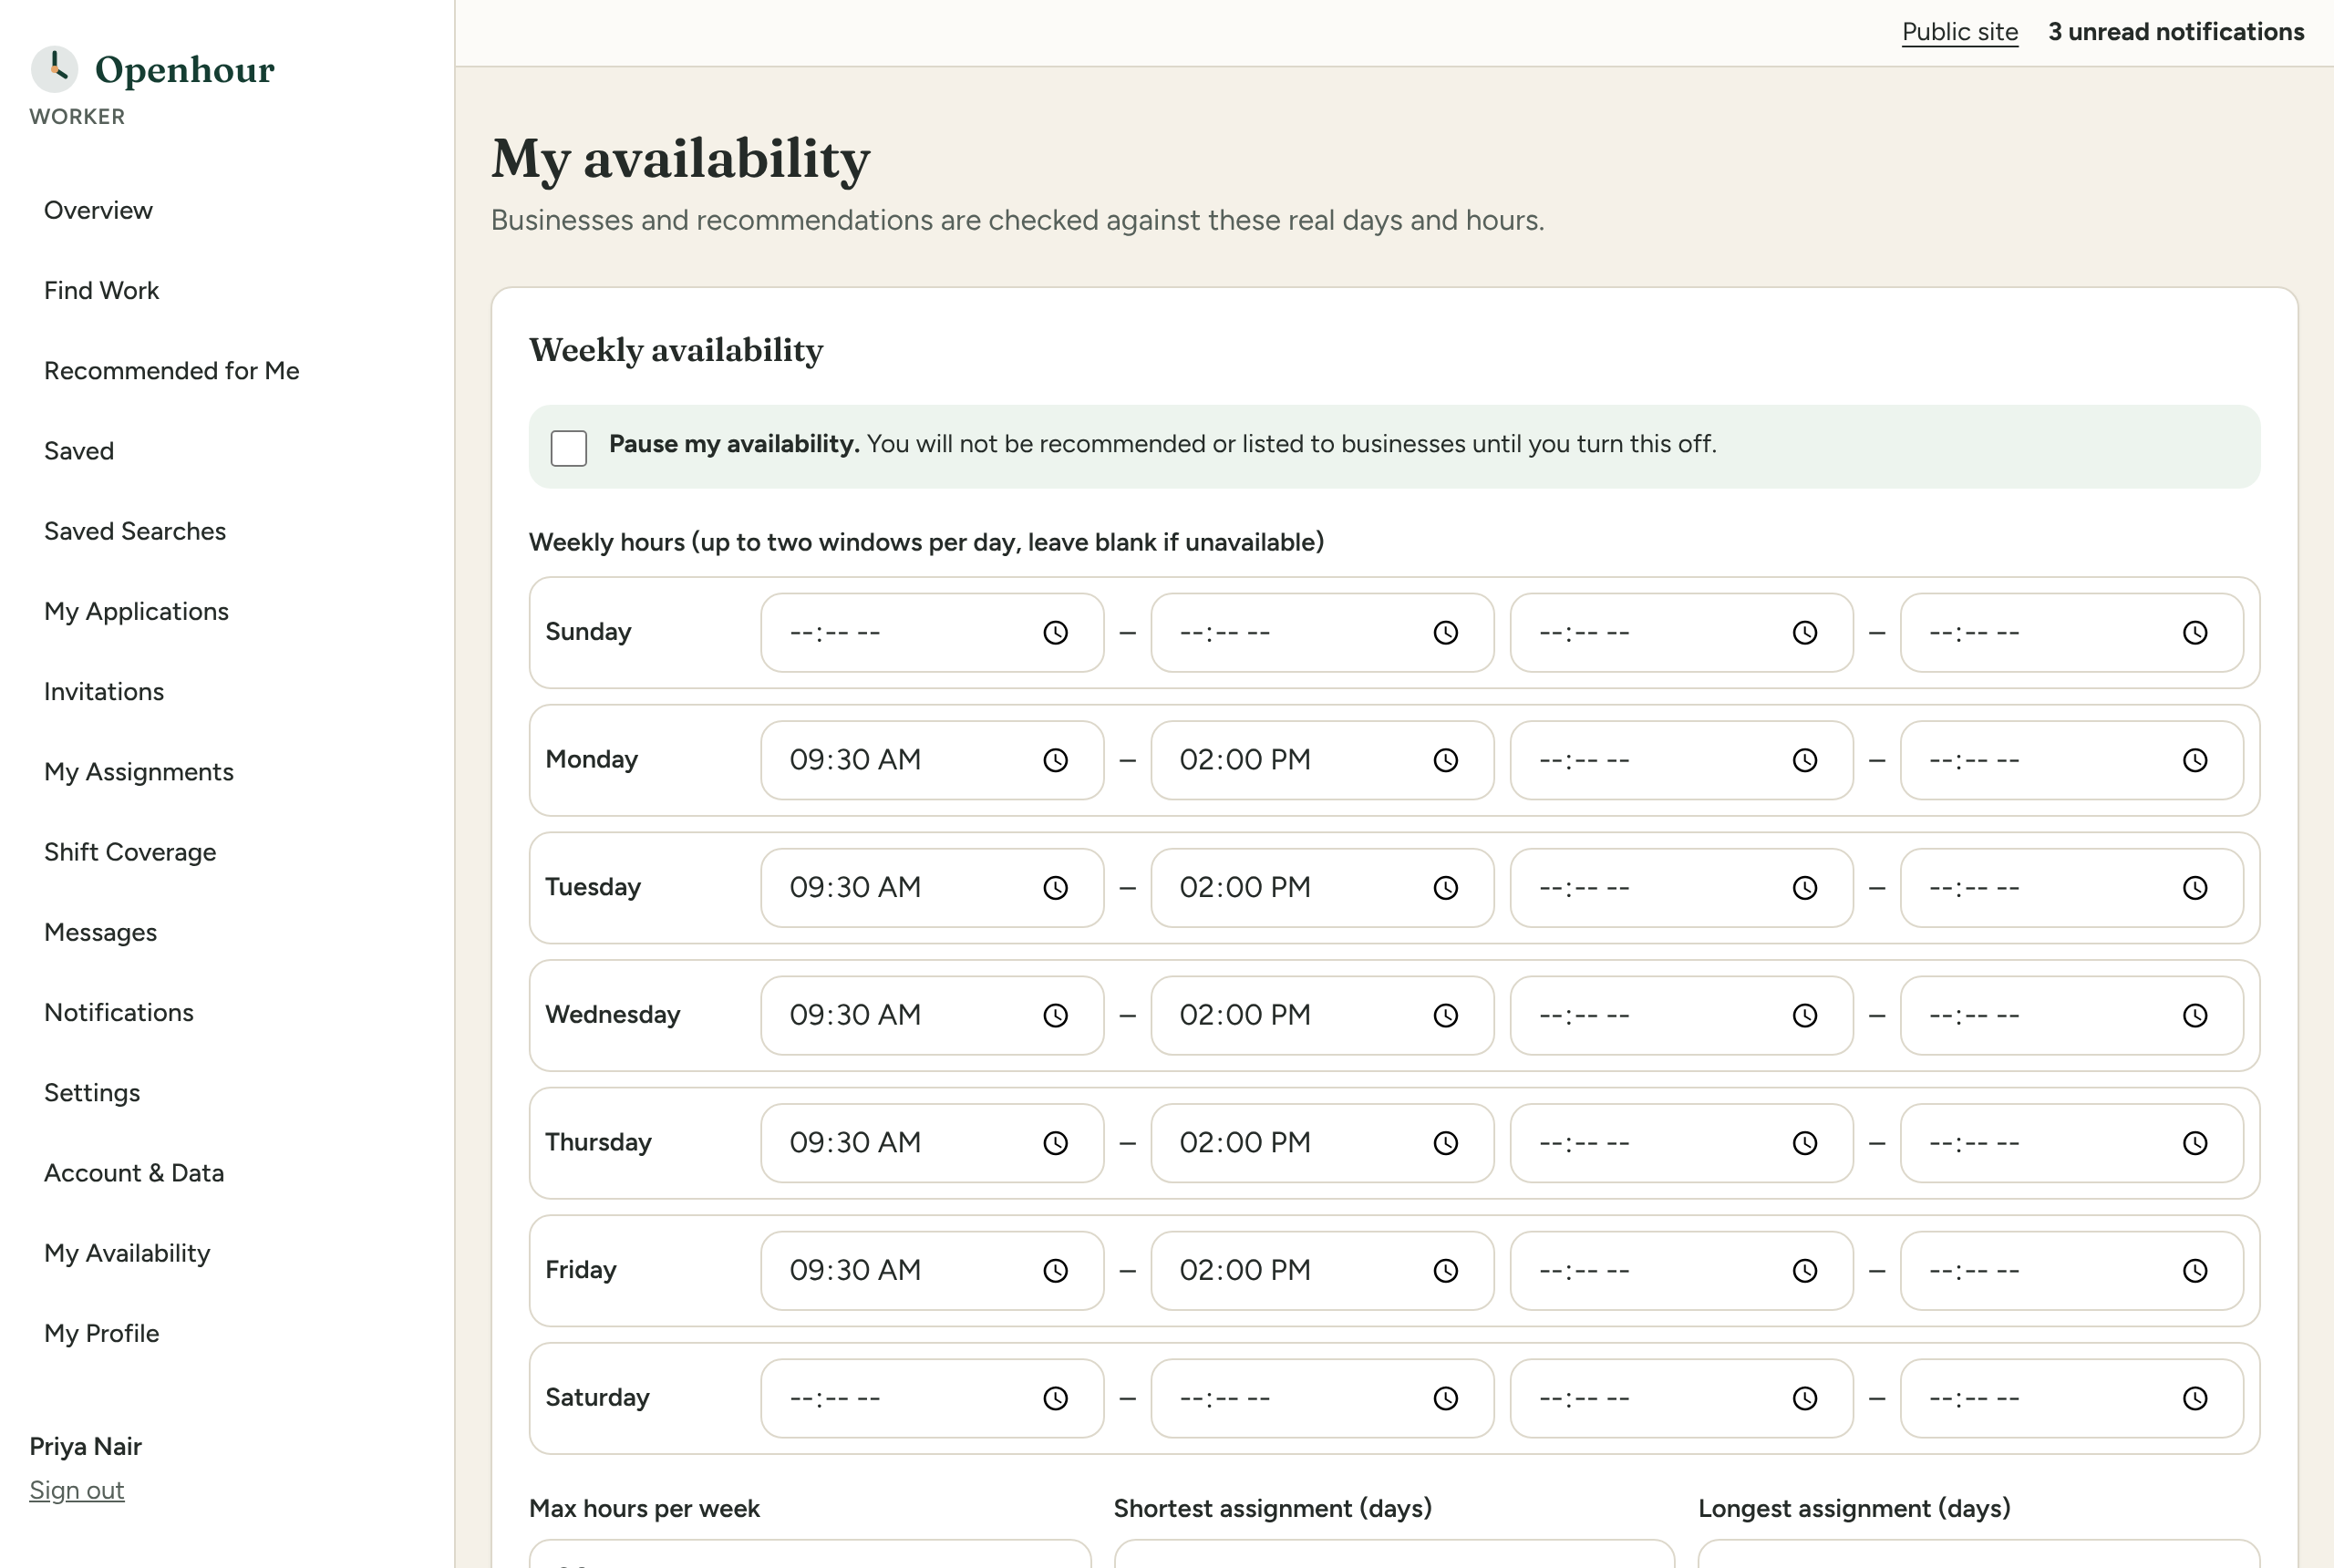 Openhour
WORKER
Overview
Find Work
Recommended for Me
Saved
Saved Searches
My Applications
Invitations
My Assignments
Shift Coverage
Messages
Notifications
Settings
Account & Data
My Availability
My Profile
Priya Nair
Sign out
Public site 3 unread notifications
My availability
Businesses and recommendations are checked against these real days and hours.
Weekly availability
Pause my availability. You will not be recommended or listed to businesses until you turn this off.
Weekly hours (up to two windows per day, leave blank if unavailable)
Sunday --:-- -- – --:-- -- --:-- -- – --:-- --
Monday 09:30 AM – 02:00 PM --:-- -- – --:-- --
Tuesday 09:30 AM – 02:00 PM --:-- -- – --:-- --
Wednesday 09:30 AM – 02:00 PM --:-- -- – --:-- --
Thursday 09:30 AM – 02:00 PM --:-- -- – --:-- --
Friday 09:30 AM – 02:00 PM --:-- -- – --:-- --
Saturday --:-- -- – --:-- -- --:-- -- – --:-- --
Max hours per week Shortest assignment (days) Longest assignment (days)